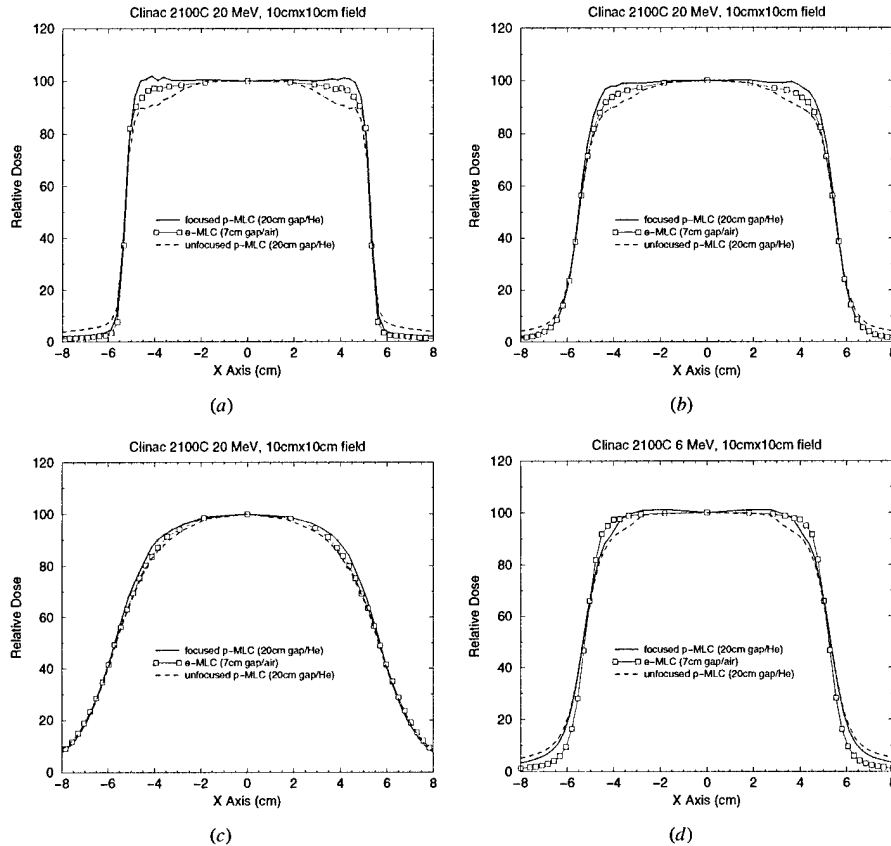 Clinac 2100C 20 MeV, 10cmx10cm field
120
100
80
60
40
20
0
Relative Dose
focused p-MLC (20cm gap/He)
e-MLC (7cm gap/air)
unfocused p-MLC (20cm gap/He)
-8 -6 -4 -2 0 2 4 6 8
X Axis (cm)
(a)
Clinac 2100C 20 MeV, 10cmx10cm field
120
100
80
60
40
20
0
Relative Dose
focused p-MLC (20cm gap/He)
e-MLC (7cm gap/air)
unfocused p-MLC (20cm gap/He)
-8 -6 -4 -2 0 2 4 6 8
X Axis (cm)
(b)
Clinac 2100C 20 MeV, 10cmx10cm field
120
100
80
60
40
20
0
Relative Dose
focused p-MLC (20cm gap/He)
e-MLC (7cm gap/air)
unfocused p-MLC (20cm gap/He)
-8 -6 -4 -2 0 2 4 6 8
X Axis (cm)
(c)
Clinac 2100C 6 MeV, 10cmx10cm field
120
100
80
60
40
20
0
Relative Dose
focused p-MLC (20cm gap/He)
e-MLC (7cm gap/air)
unfocused p-MLC (20cm gap/He)
-8 -6 -4 -2 0 2 4 6 8
X Axis (cm)
(d)